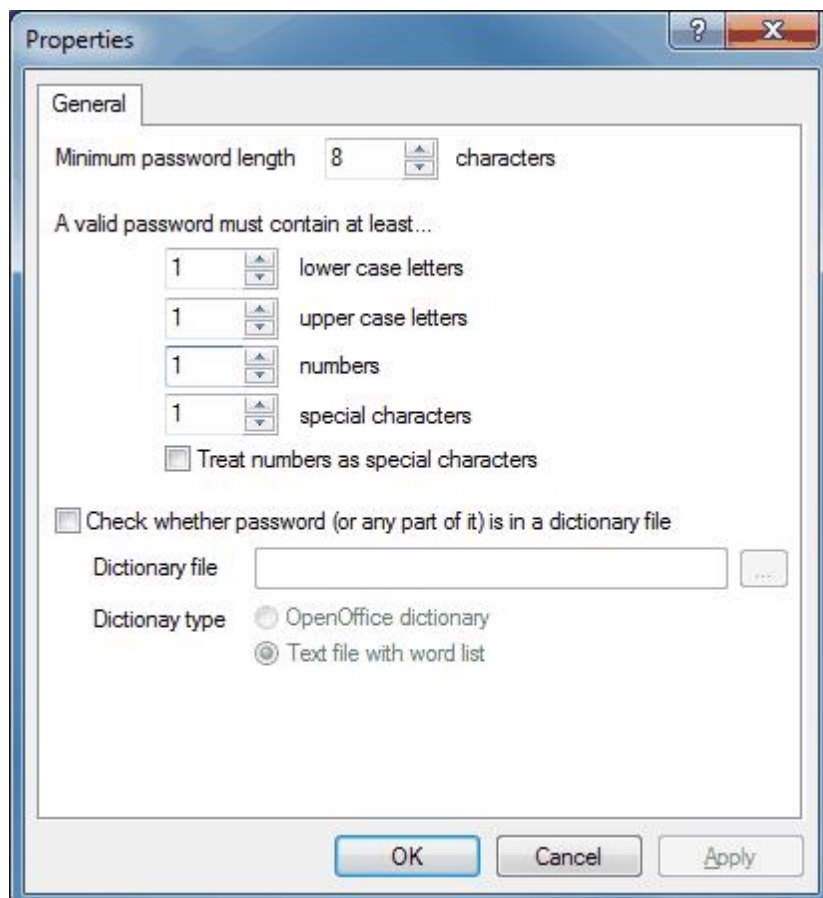 Properties
?
X
General
Minimum password length 8 characters
A valid password must contain at least...
1 lower case letters
1 upper case letters
1 numbers
1 special characters
Treat numbers as special characters
Check whether password (or any part of it) is in a dictionary file
Dictionary file ...
Dictionay type OpenOffice dictionary
Text file with word list
OK Cancel Apply